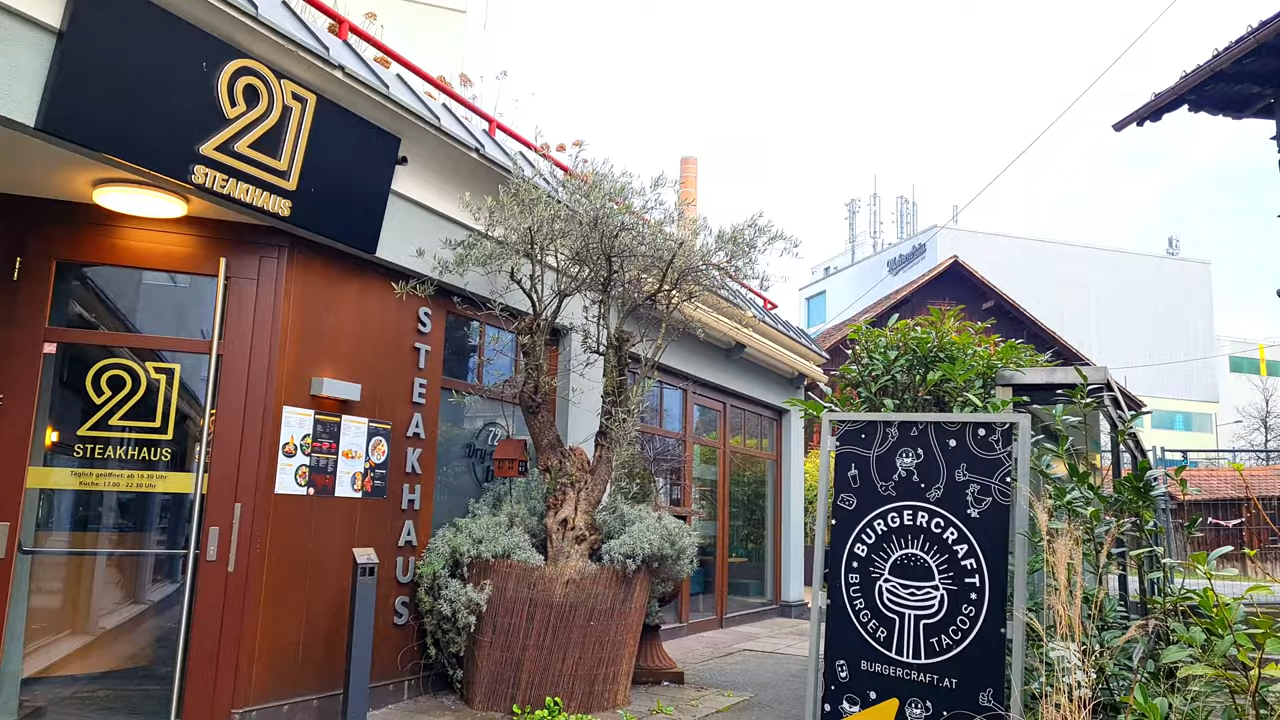 21
STEAKHAUS
21
STEAKHAUS
Täglich geöffnet: ab 16.30 Uhr
Küche: 17.00 - 22.30 Uhr
STEAKHAUS
BURGERCRAFT
BURGER
TACOS
BURGERCRAFT.AT